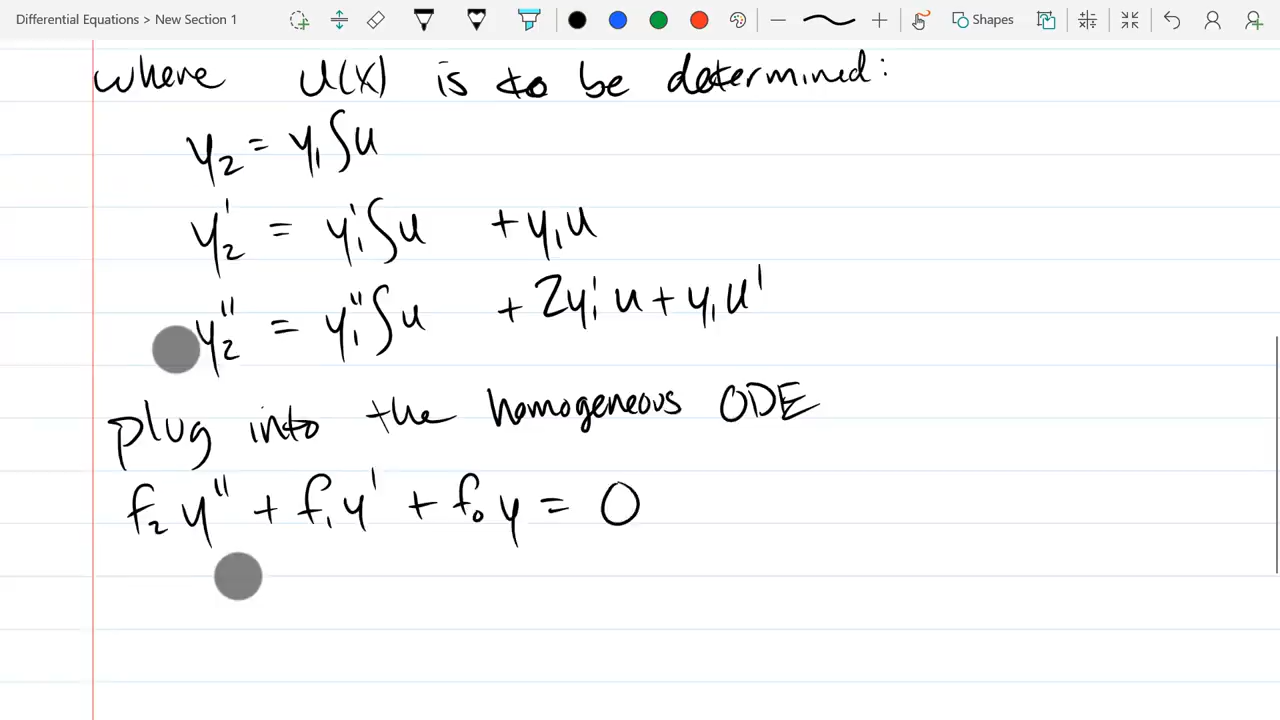 Differential Equations > New Section 1 Shapes
where u(x) is to be determined:
y₂ = y₁∫u
y₂' = y₁'∫u + y₁u
y₂'' = y₁''∫u + 2y₁'u + y₁u'
plug into the homogeneous ODE
f₂y'' + f₁y' + f₀y = 0